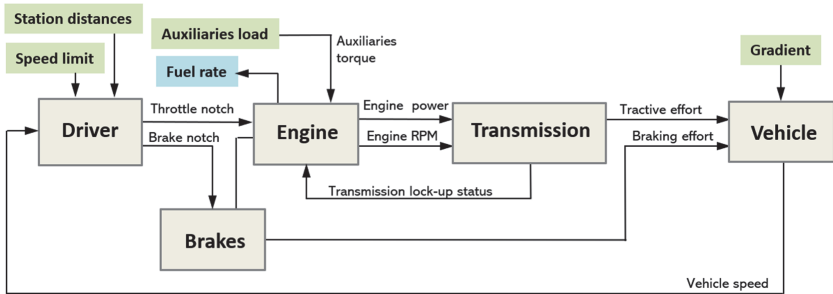 Station distances
Auxiliaries load
Auxiliaries
torque
Speed limit
Fuel rate
Gradient
Throttle notch
Engine power
Tractive effort
Driver
Engine
Transmission
Vehicle
Brake notch
Engine RPM
Braking effort
Transmission lock-up status
Brakes
Vehicle speed